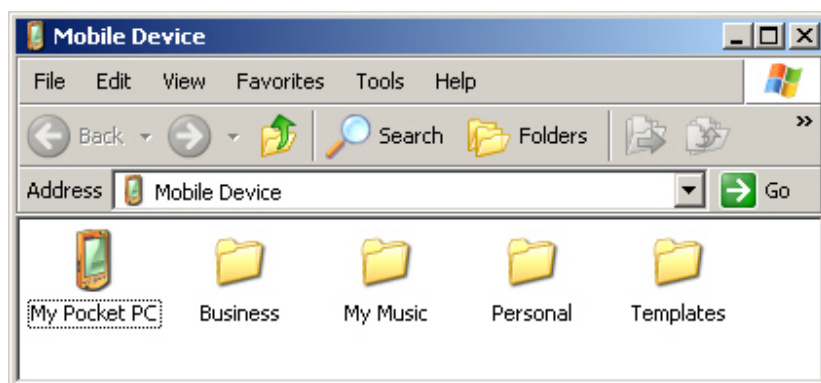 Mobile Device
File Edit View Favorites Tools Help
Back Search Folders »
Address Mobile Device Go
My Pocket PC Business My Music Personal Templates